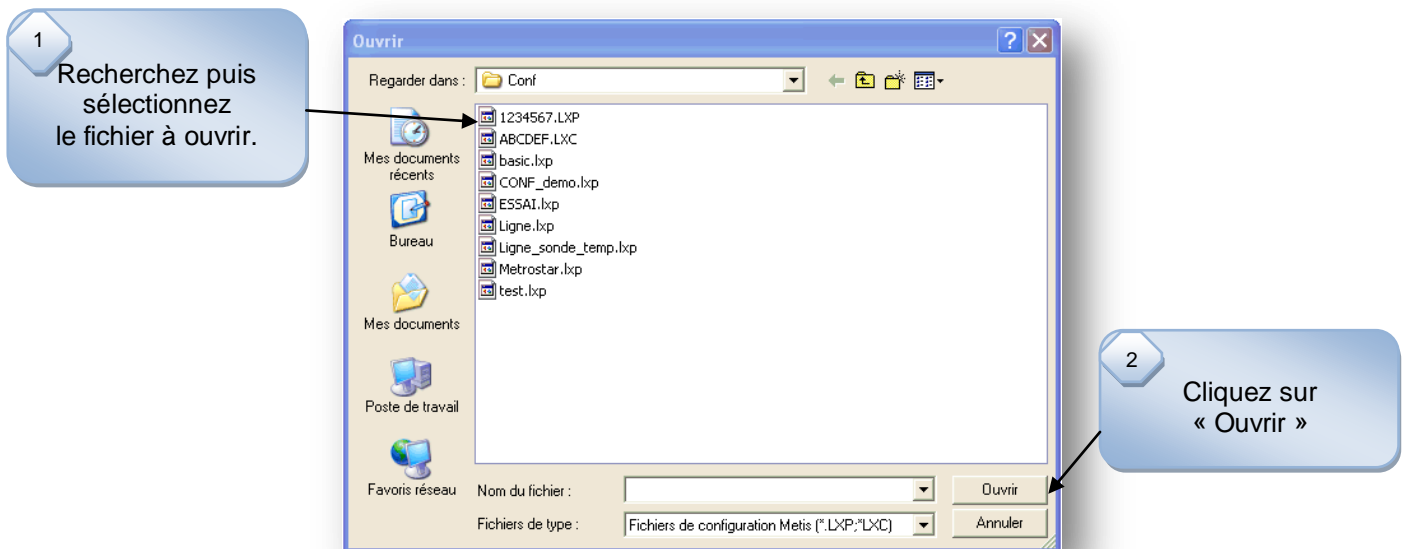 1
Recherchez puis
sélectionnez
le fichier à ouvrir.
Ouvrir
Regarder dans :
Conf
1234567.LXP
ABCDEF.LXC
basic.lxp
CONF_demo.lxp
ESSAI.lxp
Ligne.lxp
Ligne_sonde_temp.lxp
Metrostar.lxp
test.lxp
Mes documents
récents
Bureau
Mes documents
Poste de travail
Favoris réseau
Nom du fichier :
Ouvrir
Fichiers de type :
Fichiers de configuration Metis (*.LXP;*LXC)
Annuler
2
Cliquez sur
« Ouvrir »